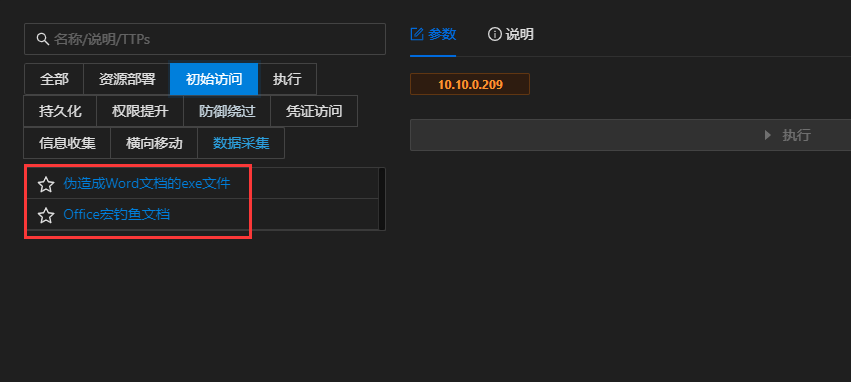 名称/说明/TTPs
全部 资源部署 初始访问 执行
持久化 权限提升 防御绕过 凭证访问
信息收集 横向移动 数据采集
伪造成Word文档的exe文件
Office宏钓鱼文档
参数 说明
10.10.0.209
执行